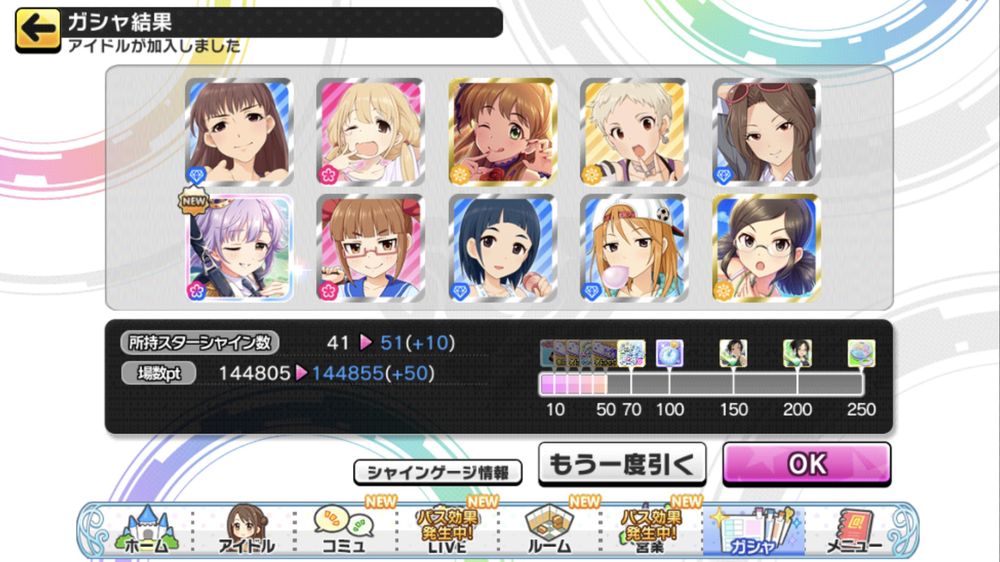 ガシャ結果
アイドルが加入しました
NEW
所持スターシャイン数 41 ▶ 51(+10)
場数pt 144805 ▶ 144855(+50)
10 50 70 100 150 200 250
シャインゲージ情報
もう一度引く
OK
NEW NEW NEW NEW
パス効果発生中!
パス効果発生中!
ホーム アイドル コミュ LIVE ルーム 営業 ガシャ メニュー